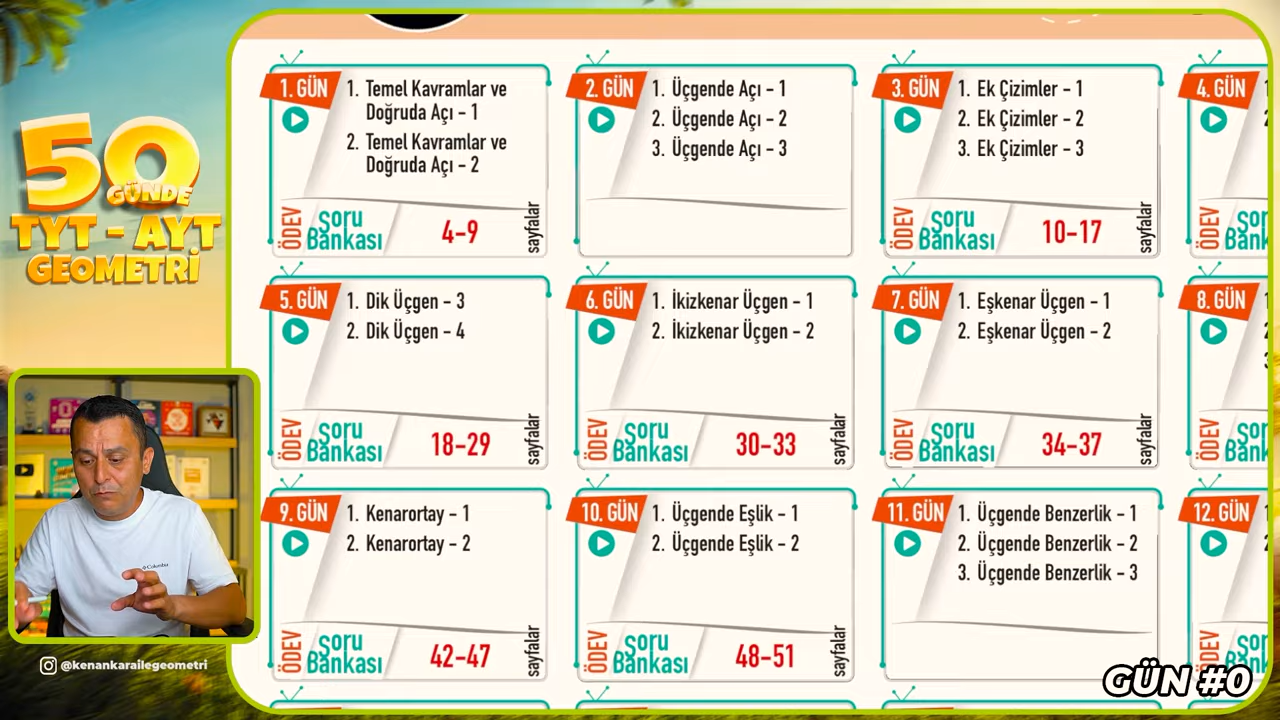 50
GÜNDE
TYT - AYT
GEOMETRİ
@kenankarailegeometri
1. GÜN
1. Temel Kavramlar ve
Doğruda Açı - 1
2. Temel Kavramlar ve
Doğruda Açı - 2
ÖDEV
Soru
Bankası
4-9
sayfalar
2. GÜN
1. Üçgende Açı - 1
2. Üçgende Açı - 2
3. Üçgende Açı - 3
3. GÜN
1. Ek Çizimler - 1
2. Ek Çizimler - 2
3. Ek Çizimler - 3
ÖDEV
Soru
Bankası
10-17
sayfalar
4. GÜN
ÖDEV
5. GÜN
1. Dik Üçgen - 3
2. Dik Üçgen - 4
ÖDEV
Soru
Bankası
18-29
sayfalar
6. GÜN
1. İkizkenar Üçgen - 1
2. İkizkenar Üçgen - 2
ÖDEV
Soru
Bankası
30-33
sayfalar
7. GÜN
1. Eşkenar Üçgen - 1
2. Eşkenar Üçgen - 2
ÖDEV
Soru
Bankası
34-37
sayfalar
8. GÜN
ÖDEV
9. GÜN
1. Kenarortay - 1
2. Kenarortay - 2
ÖDEV
Soru
Bankası
42-47
sayfalar
10. GÜN
1. Üçgende Eşlik - 1
2. Üçgende Eşlik - 2
ÖDEV
Soru
Bankası
48-51
sayfalar
11. GÜN
1. Üçgende Benzerlik - 1
2. Üçgende Benzerlik - 2
3. Üçgende Benzerlik - 3
12. GÜN
GÜN #0